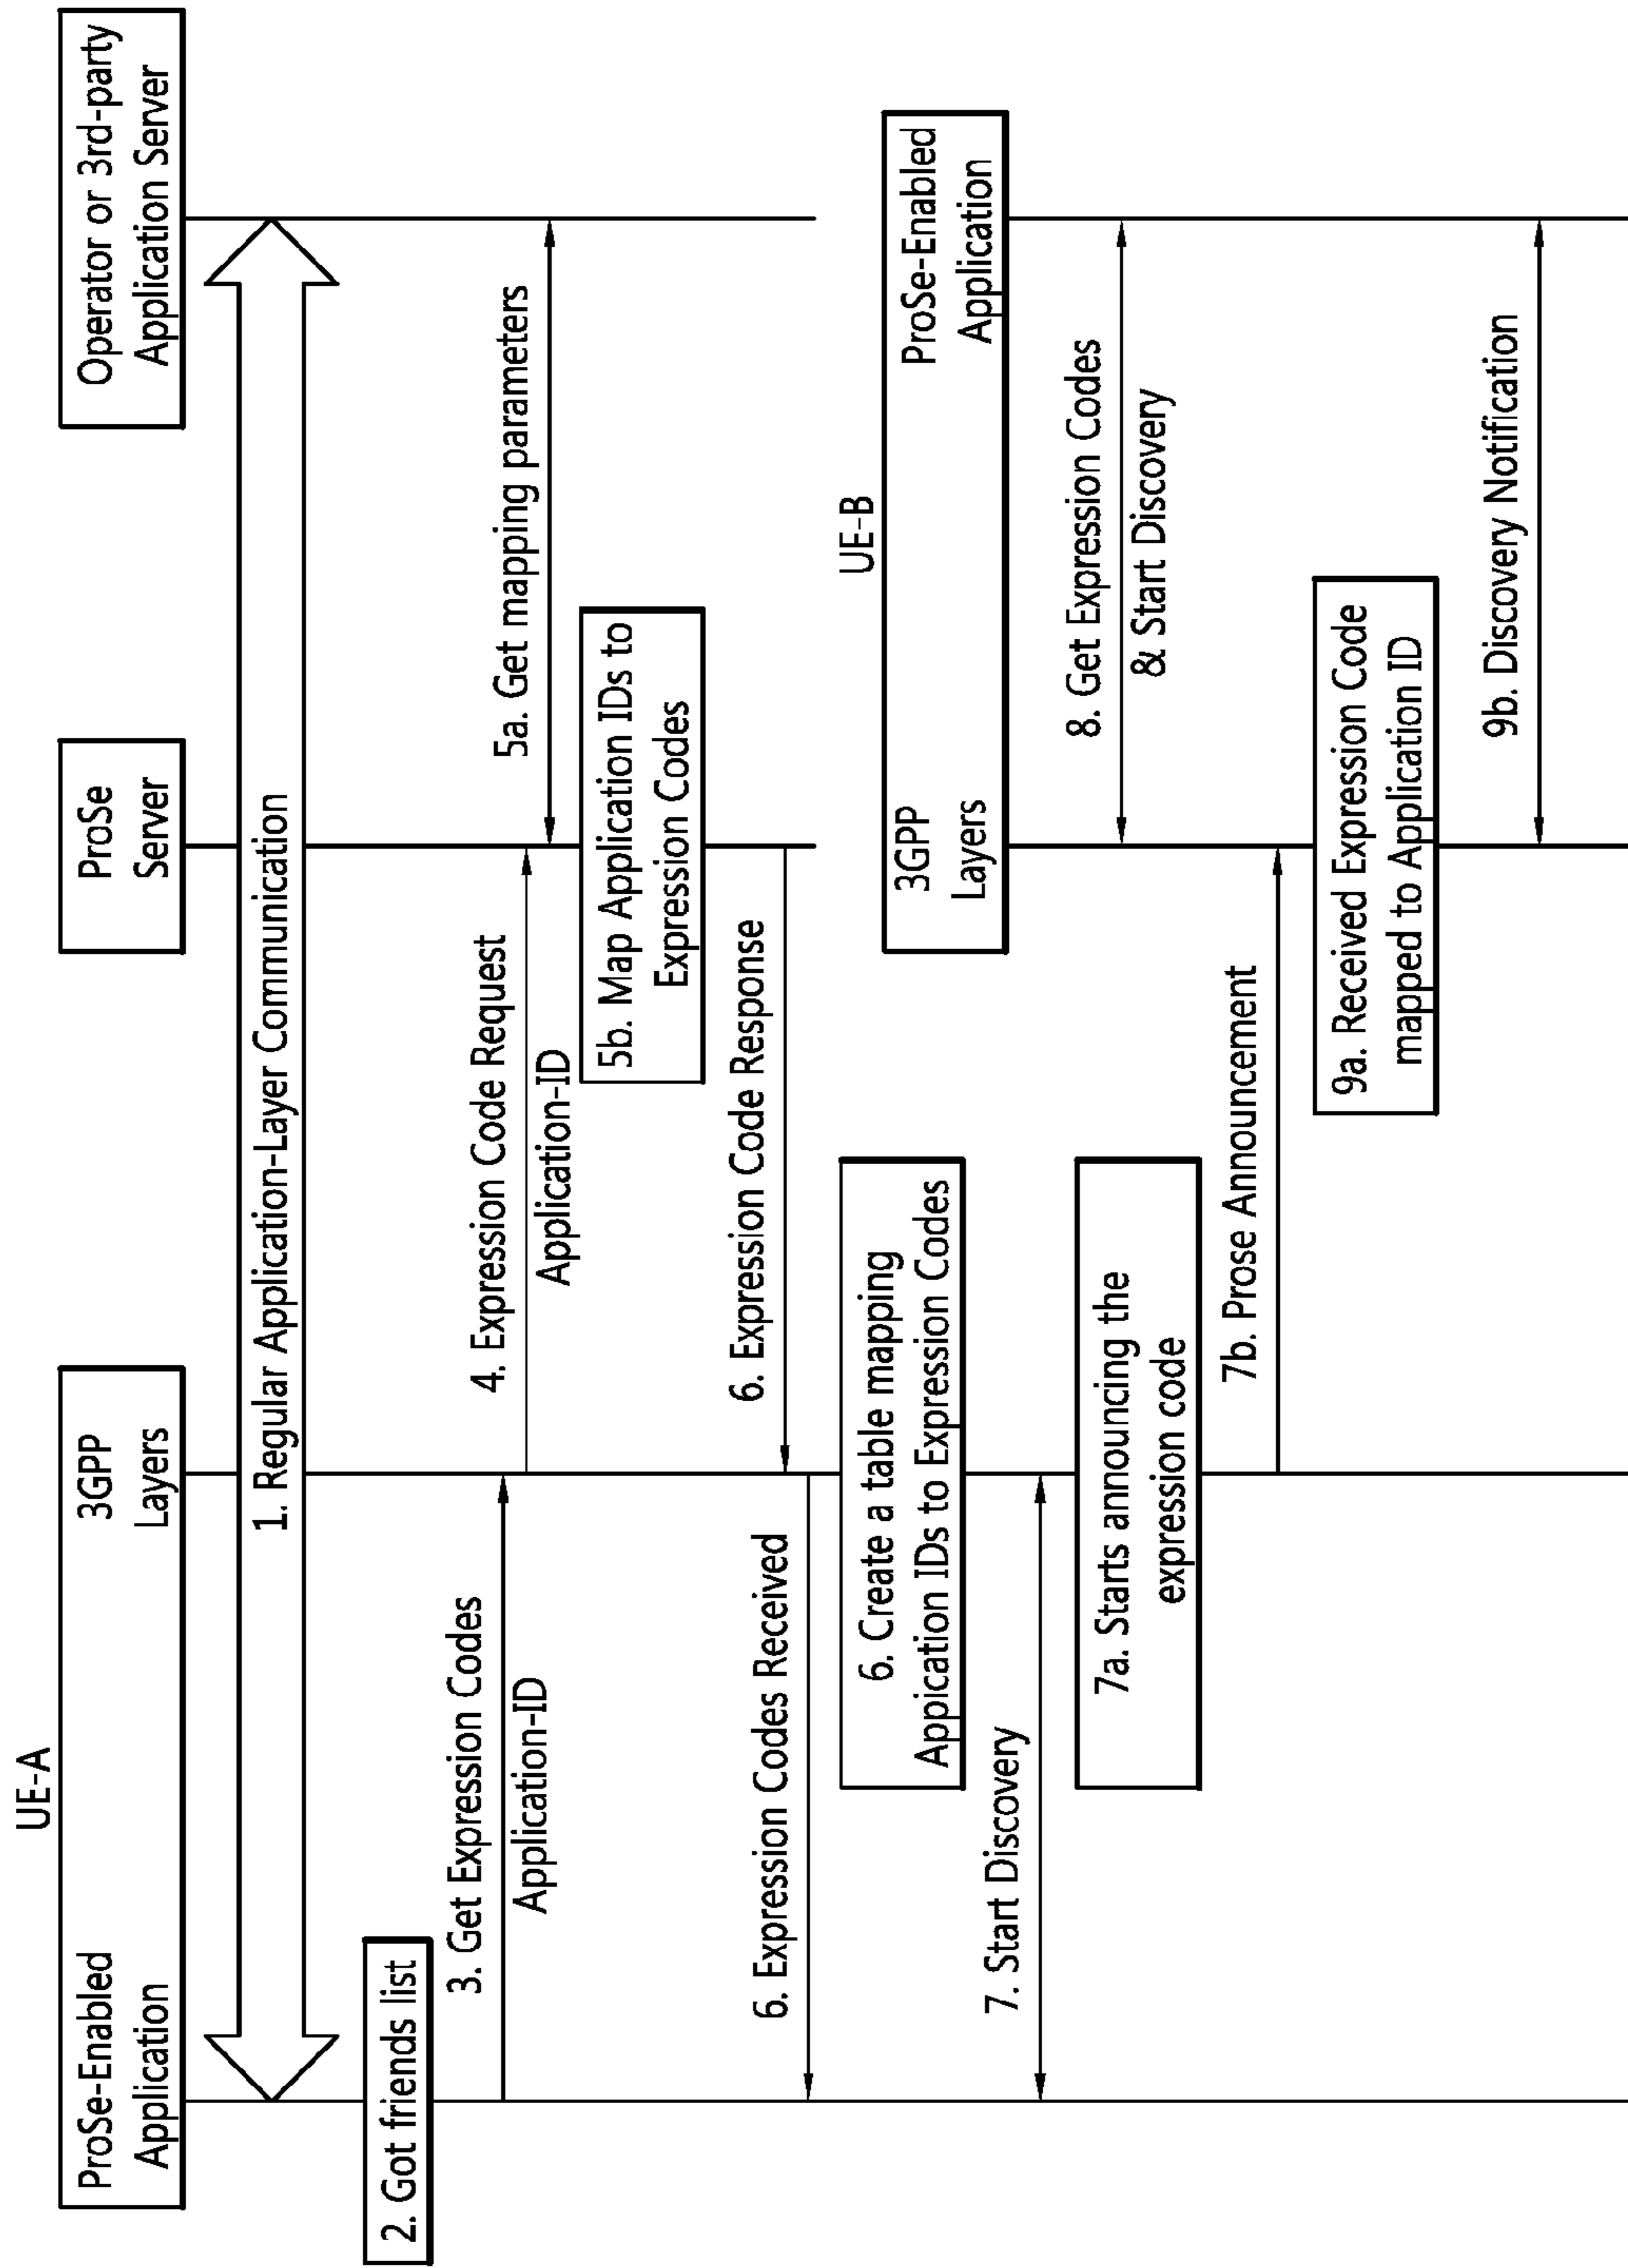 UE-A
ProSe-Enabled
Application
3GPP
Layers
ProSe
Server
Operator or 3rd-party
Application Server
1. Regular Application-Layer Communication
2. Got friends list
3. Get Expression Codes
Application-ID
4. Expression Code Request
Application-ID
5a. Get mapping parameters
5b. Map Application IDs to
Expression Codes
6. Expression Code Response
6. Expression Codes Received
6. Create a table mapping
Appication IDs to Expression Codes
UE-B
3GPP
Layers
ProSe-Enabled
Application
7. Start Discovery
7a. Starts announcing the
expression code
8. Get Expression Codes
& Start Discovery
7b. Prose Announcement
9a. Received Expression Code
mapped to Application ID
9b. Discovery Notification